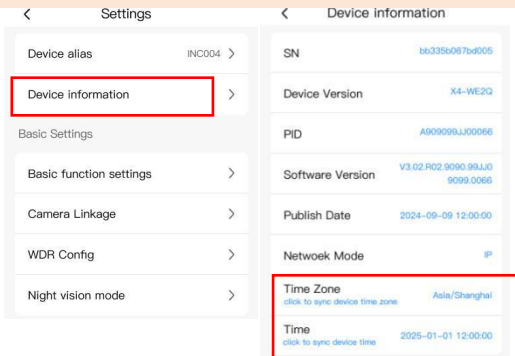 Settings
Device alias INC004
Device information
Basic Settings
Basic function settings
Camera Linkage
WDR Config
Night vision mode
Device information
SN bb335b067bd005
Device Version X4-WE2Q
PID A909099JJ00066
Software Version V3.02.R02.9090.99JJ0
9099.0066
Publish Date 2024-09-09 12:00:00
Netwoek Mode IP
Time Zone
click to sync device time zone Asia/Shanghai
Time
click to sync device time 2025-01-01 12:00:00